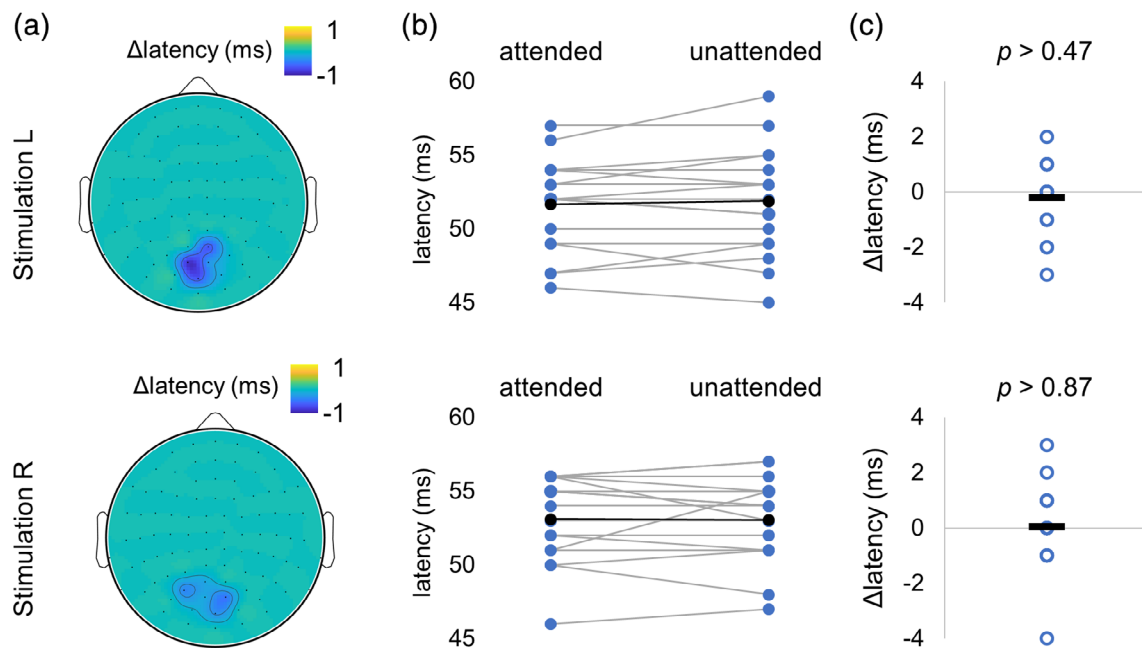 (a)
Δlatency (ms)
1
-1
Stimulation L
(b)
attended
unattended
60
55
50
45
latency (ms)
(c)
p > 0.47
4
2
0
-2
-4
Δlatency (ms)
Δlatency (ms)
1
-1
Stimulation R
attended
unattended
60
55
50
45
latency (ms)
p > 0.87
4
2
0
-2
-4
Δlatency (ms)